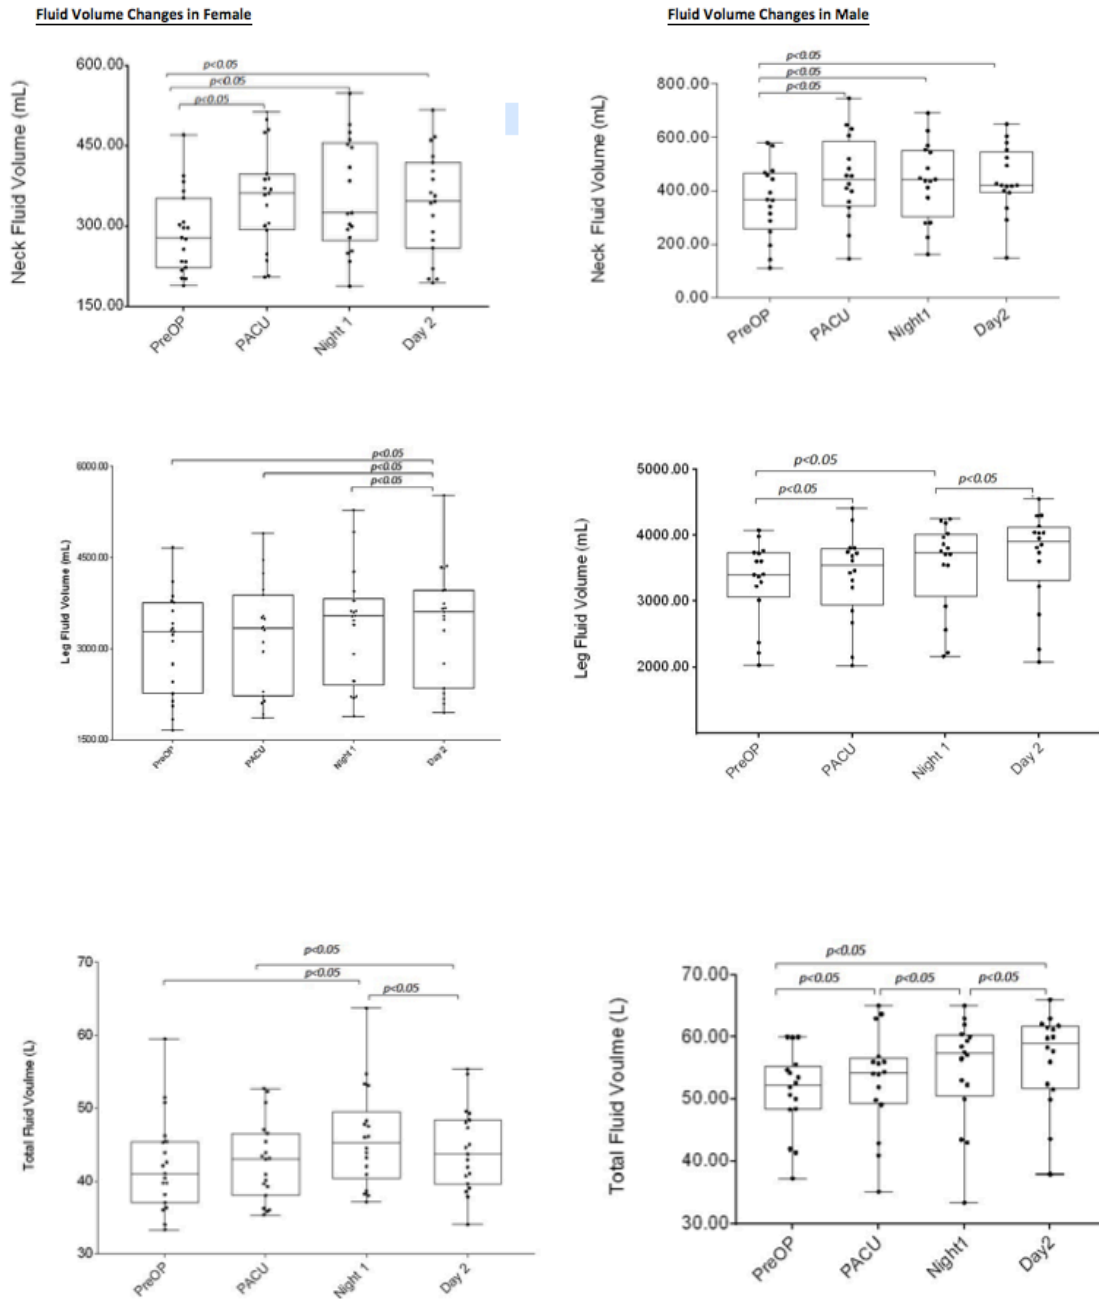 Fluid Volume Changes in Female
Fluid Volume Changes in Male
Neck Fluid Volume (mL)
600.00
450.00
300.00
150.00
p<0.05
p<0.05
p<0.05
PreOP
PACU
Night 1
Day 2
Neck Fluid Volume (mL)
800.00
600.00
400.00
200.00
0.00
p<0.05
p<0.05
p<0.05
PreOP
PACU
Night1
Day2
Leg Fluid Volume (mL)
6000.00
4500.00
3000.00
1500.00
p<0.05
p<0.05
p<0.05
PreOP
PACU
Night 1
Day 2
Leg Fluid Volume (mL)
5000.00
4000.00
3000.00
2000.00
p<0.05
p<0.05
p<0.05
PreOP
PACU
Night 1
Day 2
Total Fluid Voulme (L)
70
60
50
40
30
p<0.05
p<0.05
p<0.05
PreOP
PACU
Night 1
Day 2
Total Fluid Volume (L)
70.00
60.00
50.00
40.00
30.00
p<0.05
p<0.05
p<0.05
p<0.05
PreOP
PACU
Night1
Day2